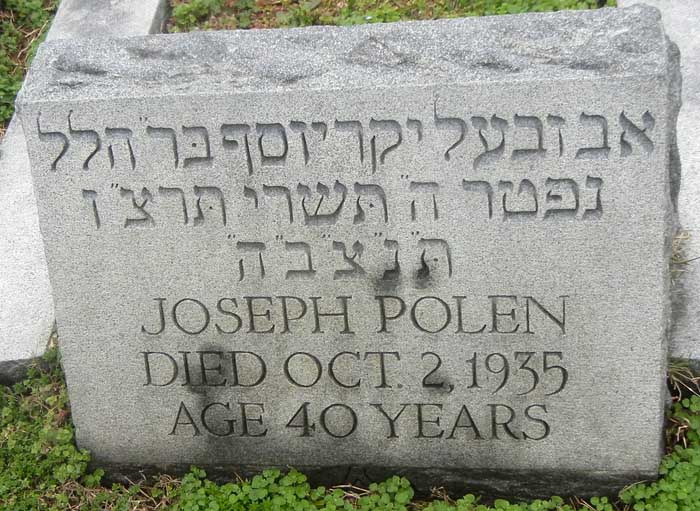 אב ובעל יקר יוסף בר״ הלל
נפטר ה״ תשרי תרצ״ו
ת״נ״צ״ב״ה״
JOSEPH POLEN
DIED OCT. 2, 1935
AGE 40 YEARS